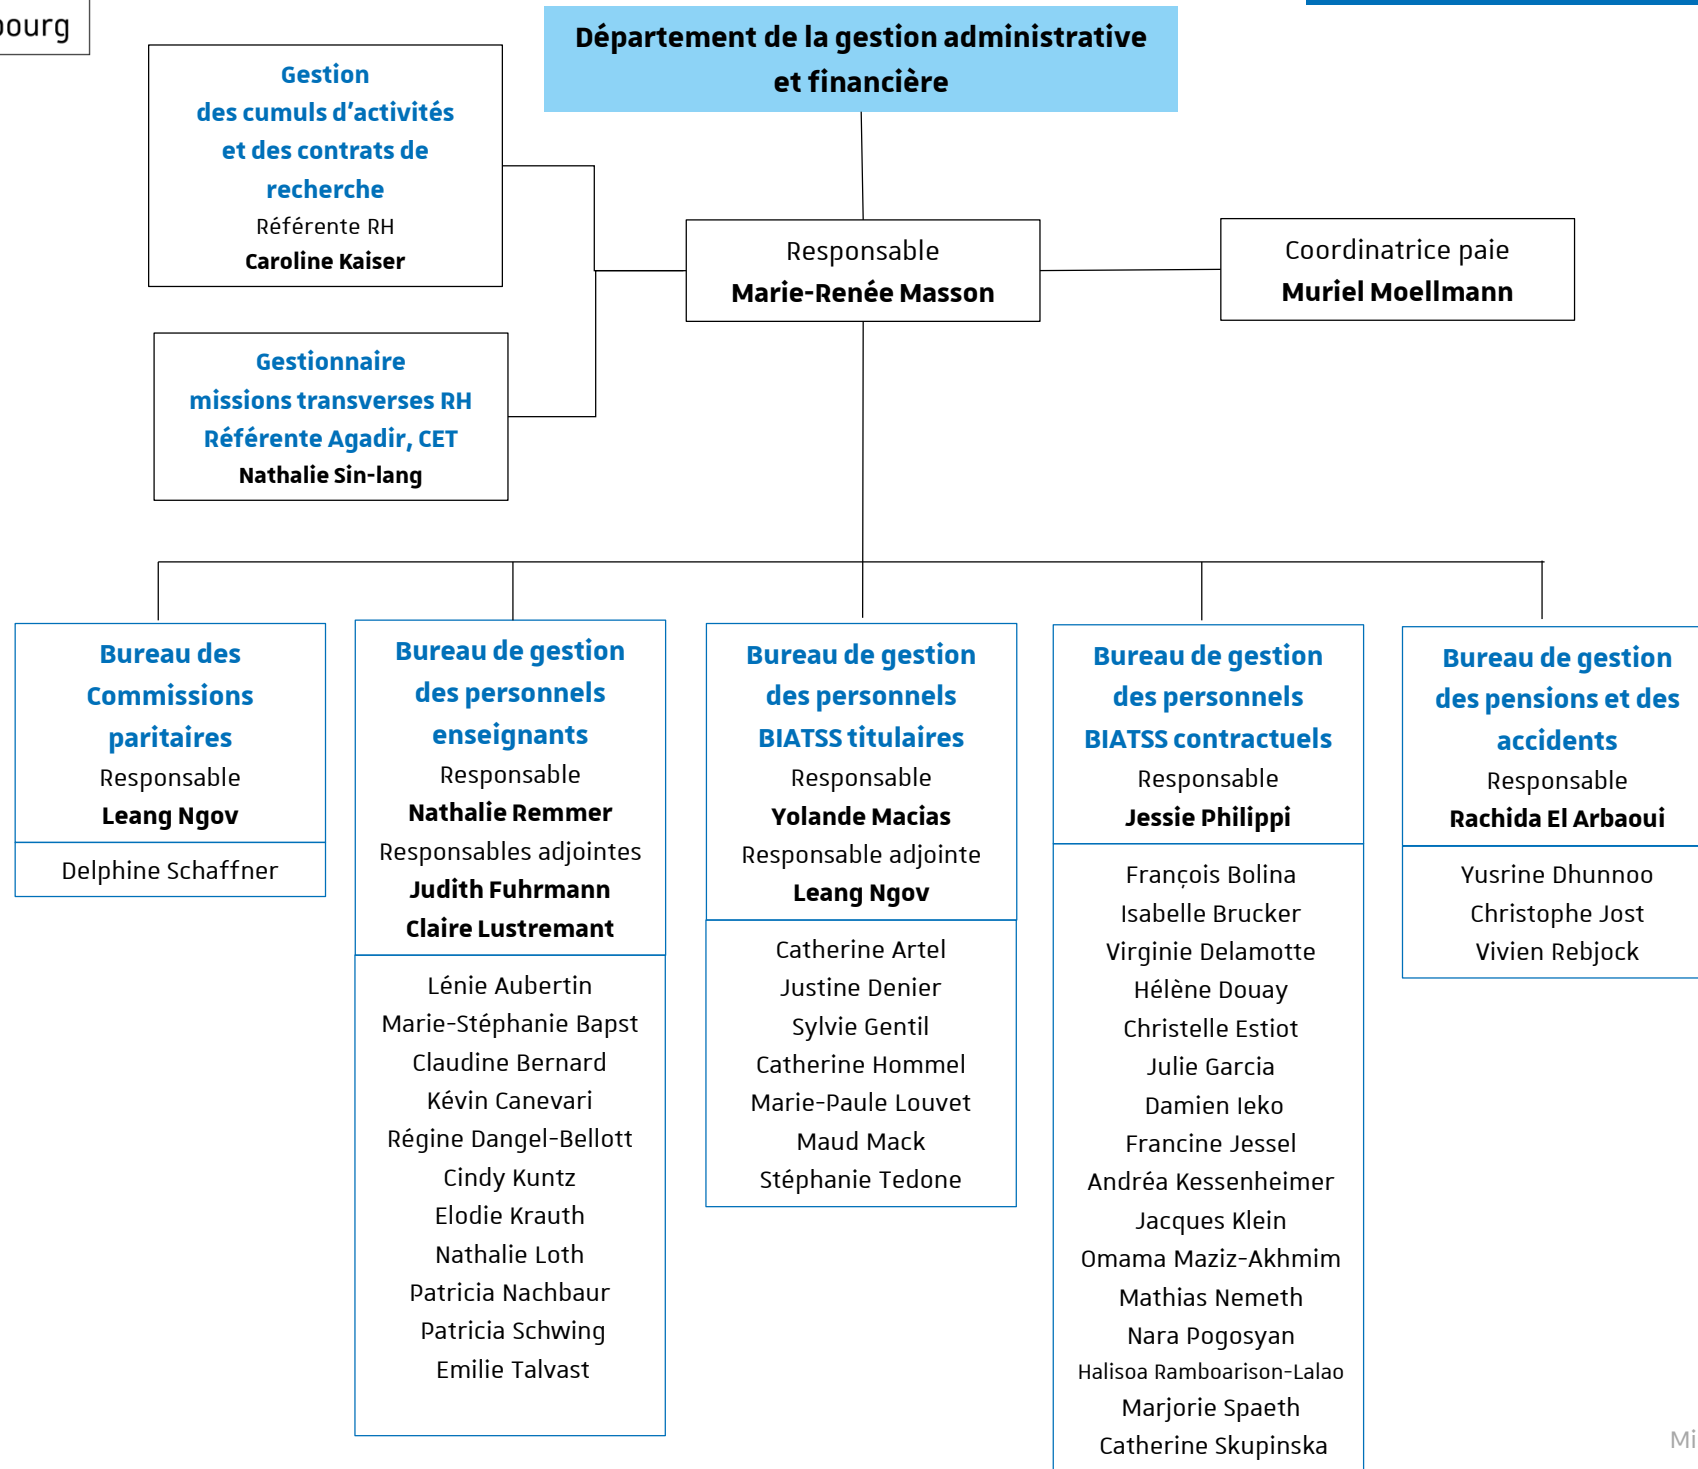 bourg
Département de la gestion administrative
et financière
Gestion
des cumuls d'activités
et des contrats de
recherche
Référente RH
Caroline Kaiser
Responsable
Marie-Renée Masson
Coordinatrice paie
Muriel Moellmann
Gestionnaire
missions transverses RH
Référente Agadir, CET
Nathalie Sin-lang
Bureau des
Commissions
paritaires
Responsable
Leang Ngov
Delphine Schaffner
Bureau de gestion
des personnels
enseignants
Responsable
Nathalie Remmer
Responsables adjointes
Judith Fuhrmann
Claire Lustremant
Lénie Aubertin
Marie-Stéphanie Bapst
Claudine Bernard
Kévin Canevari
Régine Dangel-Bellott
Cindy Kuntz
Elodie Krauth
Nathalie Loth
Patricia Nachbaur
Patricia Schwing
Emilie Talvast
Bureau de gestion
des personnels
BIATSS titulaires
Responsable
Yolande Macias
Responsable adjointe
Leang Ngov
Catherine Artel
Justine Denier
Sylvie Gentil
Catherine Hommel
Marie-Paule Louvet
Maud Mack
Stéphanie Tedone
Bureau de gestion
des personnels
BIATSS contractuels
Responsable
Jessie Philippi
François Bolina
Isabelle Brucker
Virginie Delamotte
Hélène Douay
Christelle Estiot
Julie Garcia
Damien Ieko
Francine Jessel
Andréa Kessenheimer
Jacques Klein
Omama Maziz-Akhmim
Mathias Nemeth
Nara Pogosyan
Halisoa Ramboarison-Lalao
Marjorie Spaeth
Catherine Skupinska
Bureau de gestion
des pensions et des
accidents
Responsable
Rachida El Arbaoui
Yusrine Dhunnoo
Christophe Jost
Vivien Rebjock
Mi